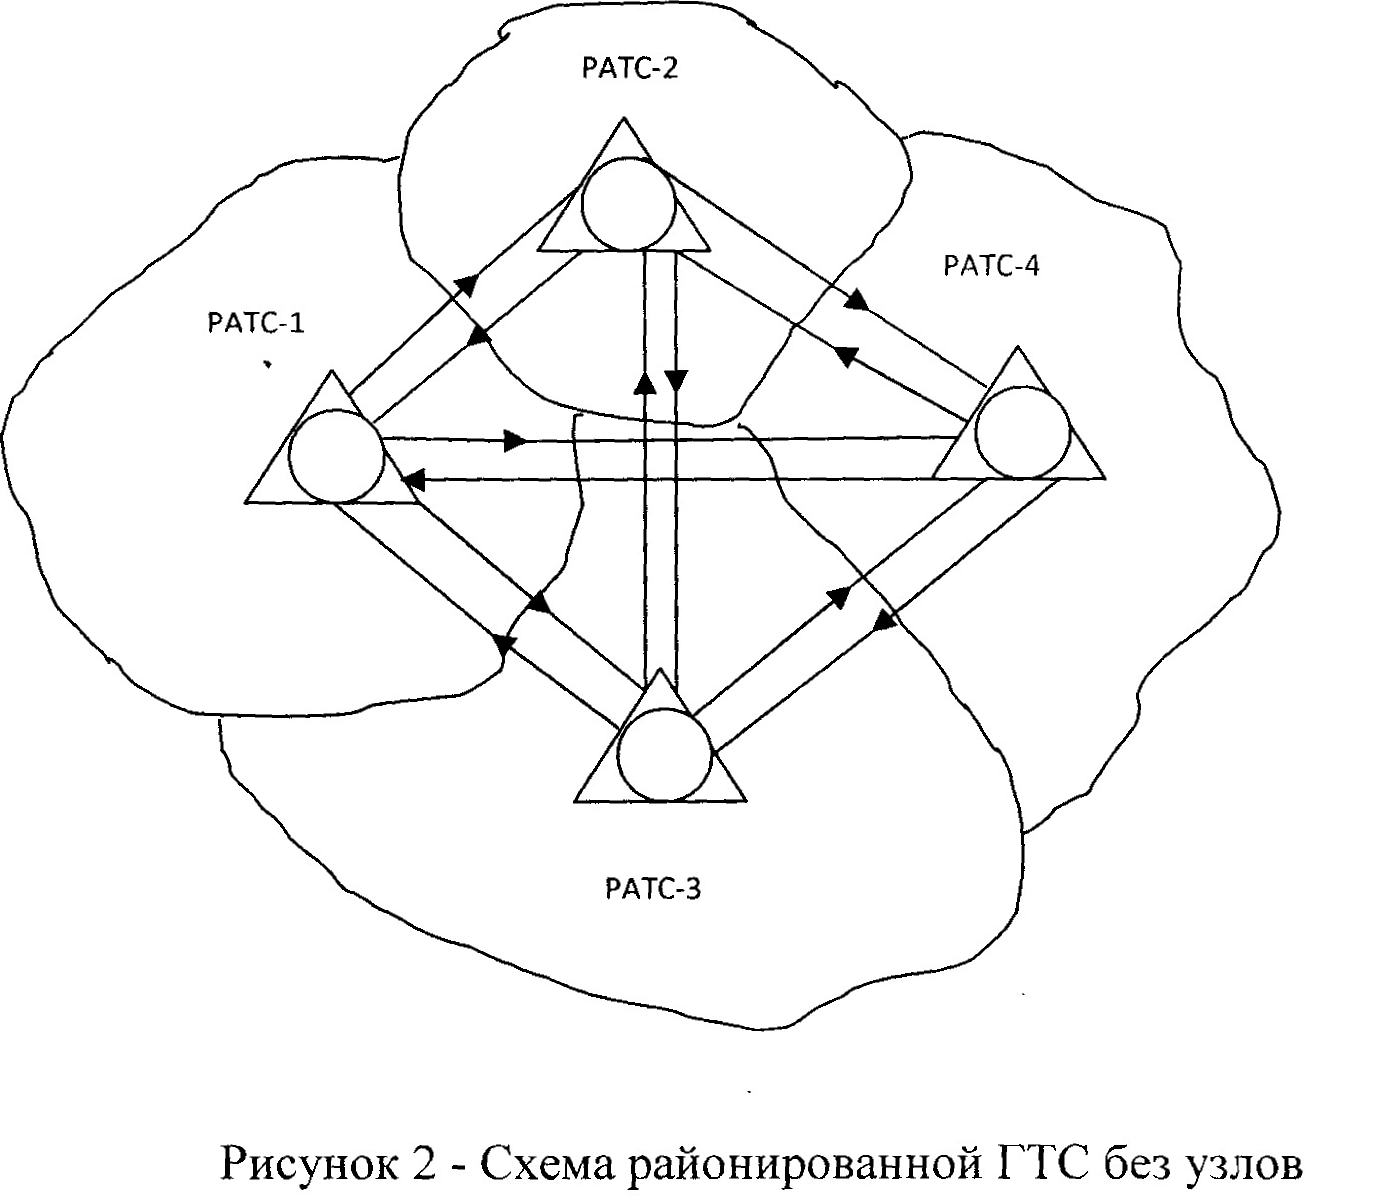 РАТС-2
РАТС-4
РАТС-1
РАТС-3
Рисунок 2 - Схема районированной ГТС без узлов